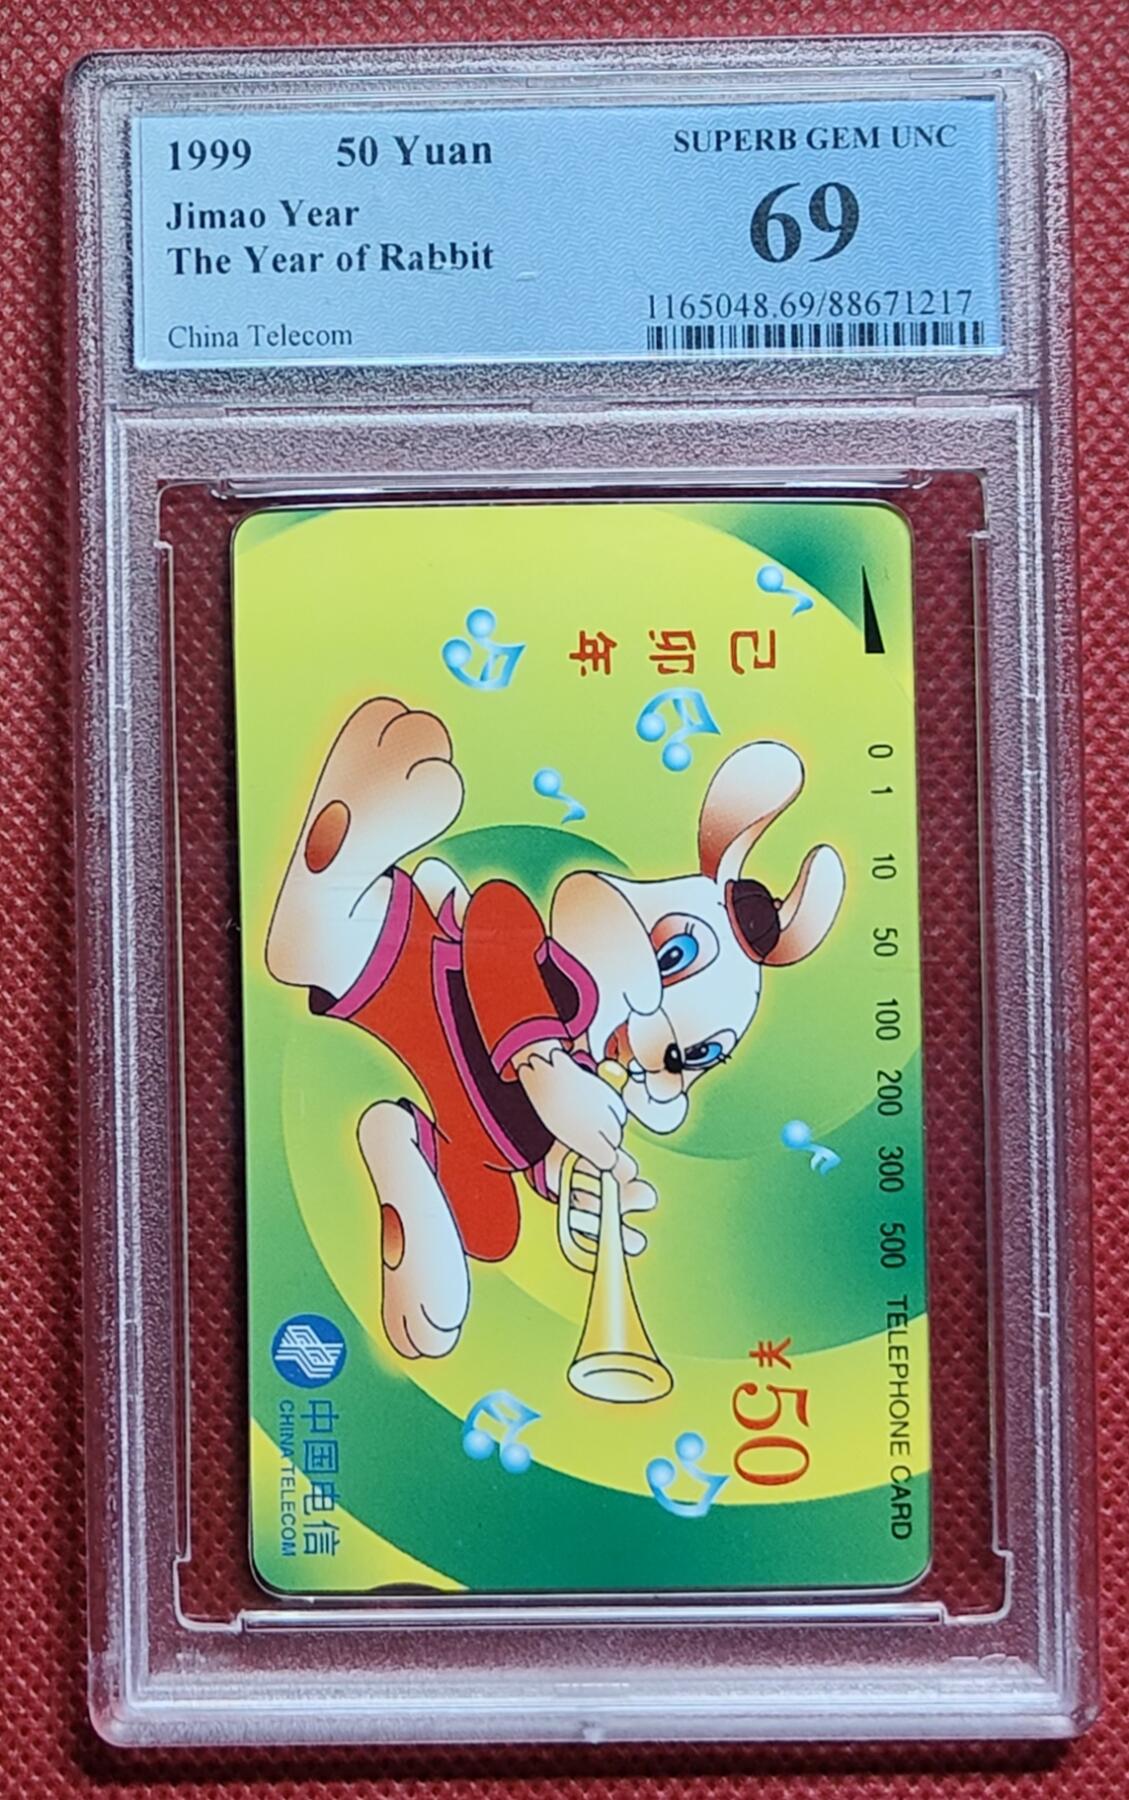 1999 50 Yuan
Jimao Year
The Year of Rabbit
China Telecom
SUPERB GEM UNC
69
1165048.69/88671217
己卯年
0 1 10 50 100 200 300 500 TELEPHONE CARD
¥50
中国电信
CHINA TELECOM